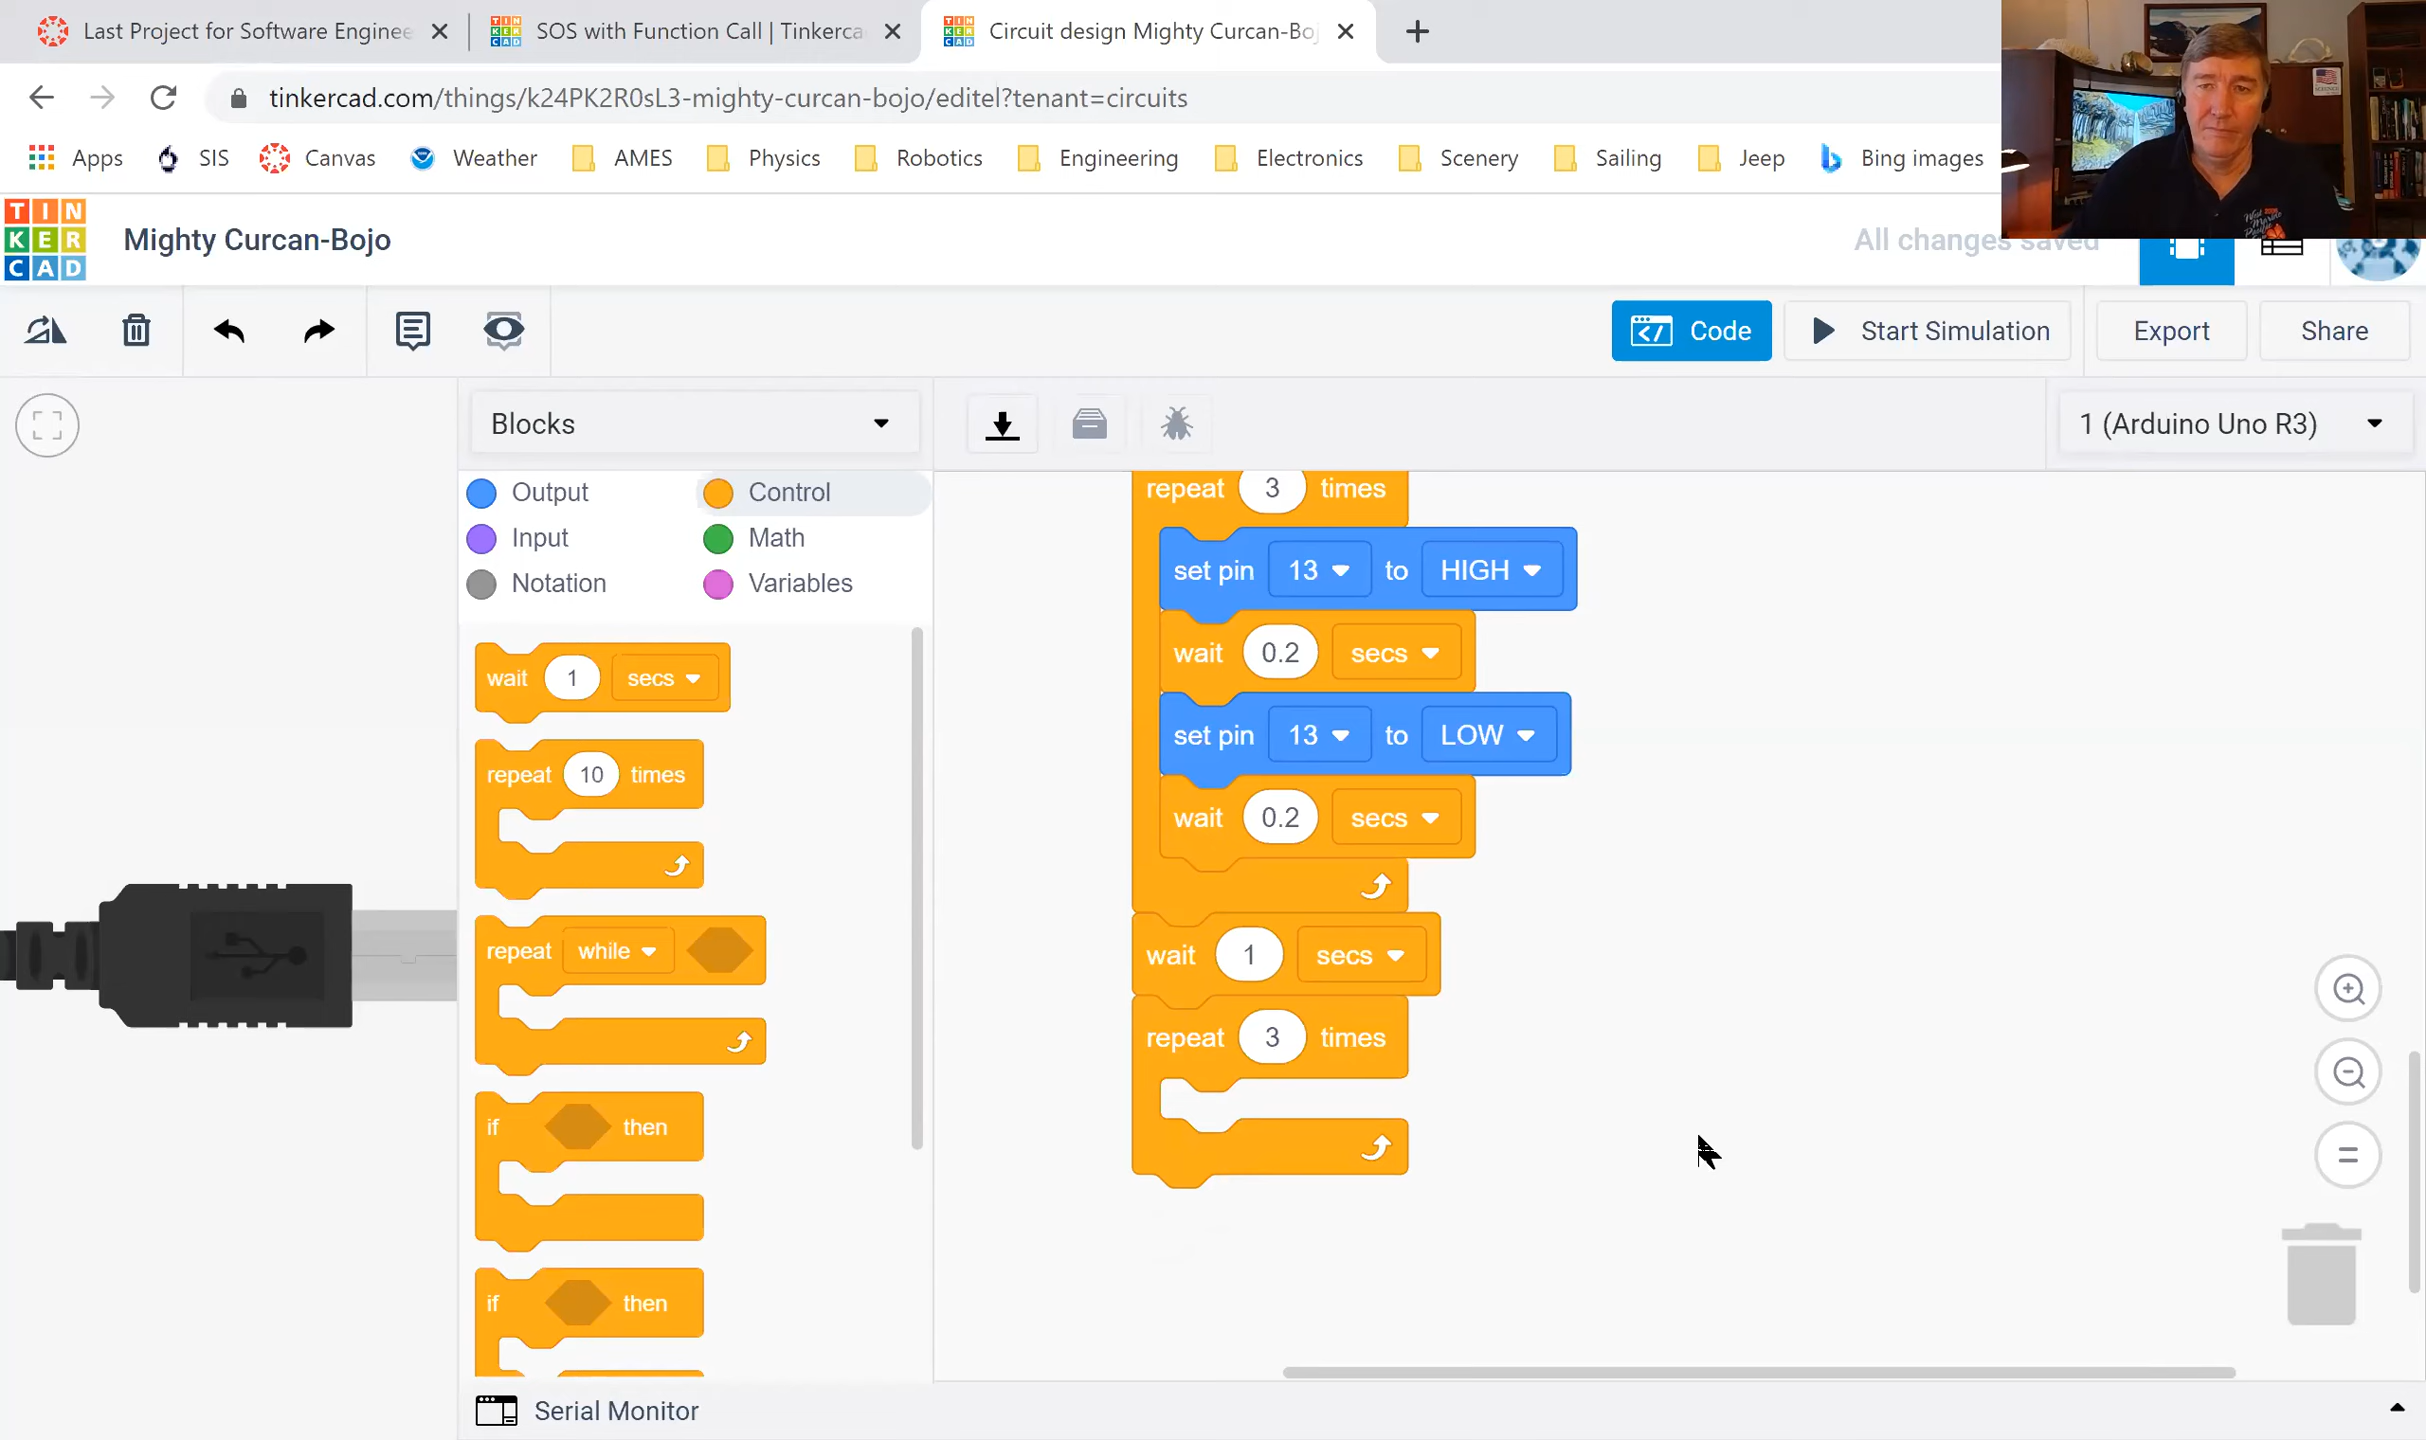 Last Project for Software Enginee
SOS with Function Call | Tinkerca
Circuit design Mighty Curcan-Boj
tinkercad.com/things/k24PK2R0sL3-mighty-curcan-bojo/editel?tenant=circuits
Apps
SIS
Canvas
Weather
AMES
Physics
Robotics
Engineering
Electronics
Scenery
Sailing
Jeep
Bing images
TIN
KER
CAD
Mighty Curcan-Bojo
All changes saved
Code
Start Simulation
Export
Share
Blocks
1 (Arduino Uno R3)
Output
Control
Input
Math
Notation
Variables
wait 1 secs
repeat 10 times
repeat while
if then
if then
repeat 3 times
set pin 13 to HIGH
wait 0.2 secs
set pin 13 to LOW
wait 0.2 secs
wait 1 secs
repeat 3 times
Serial Monitor